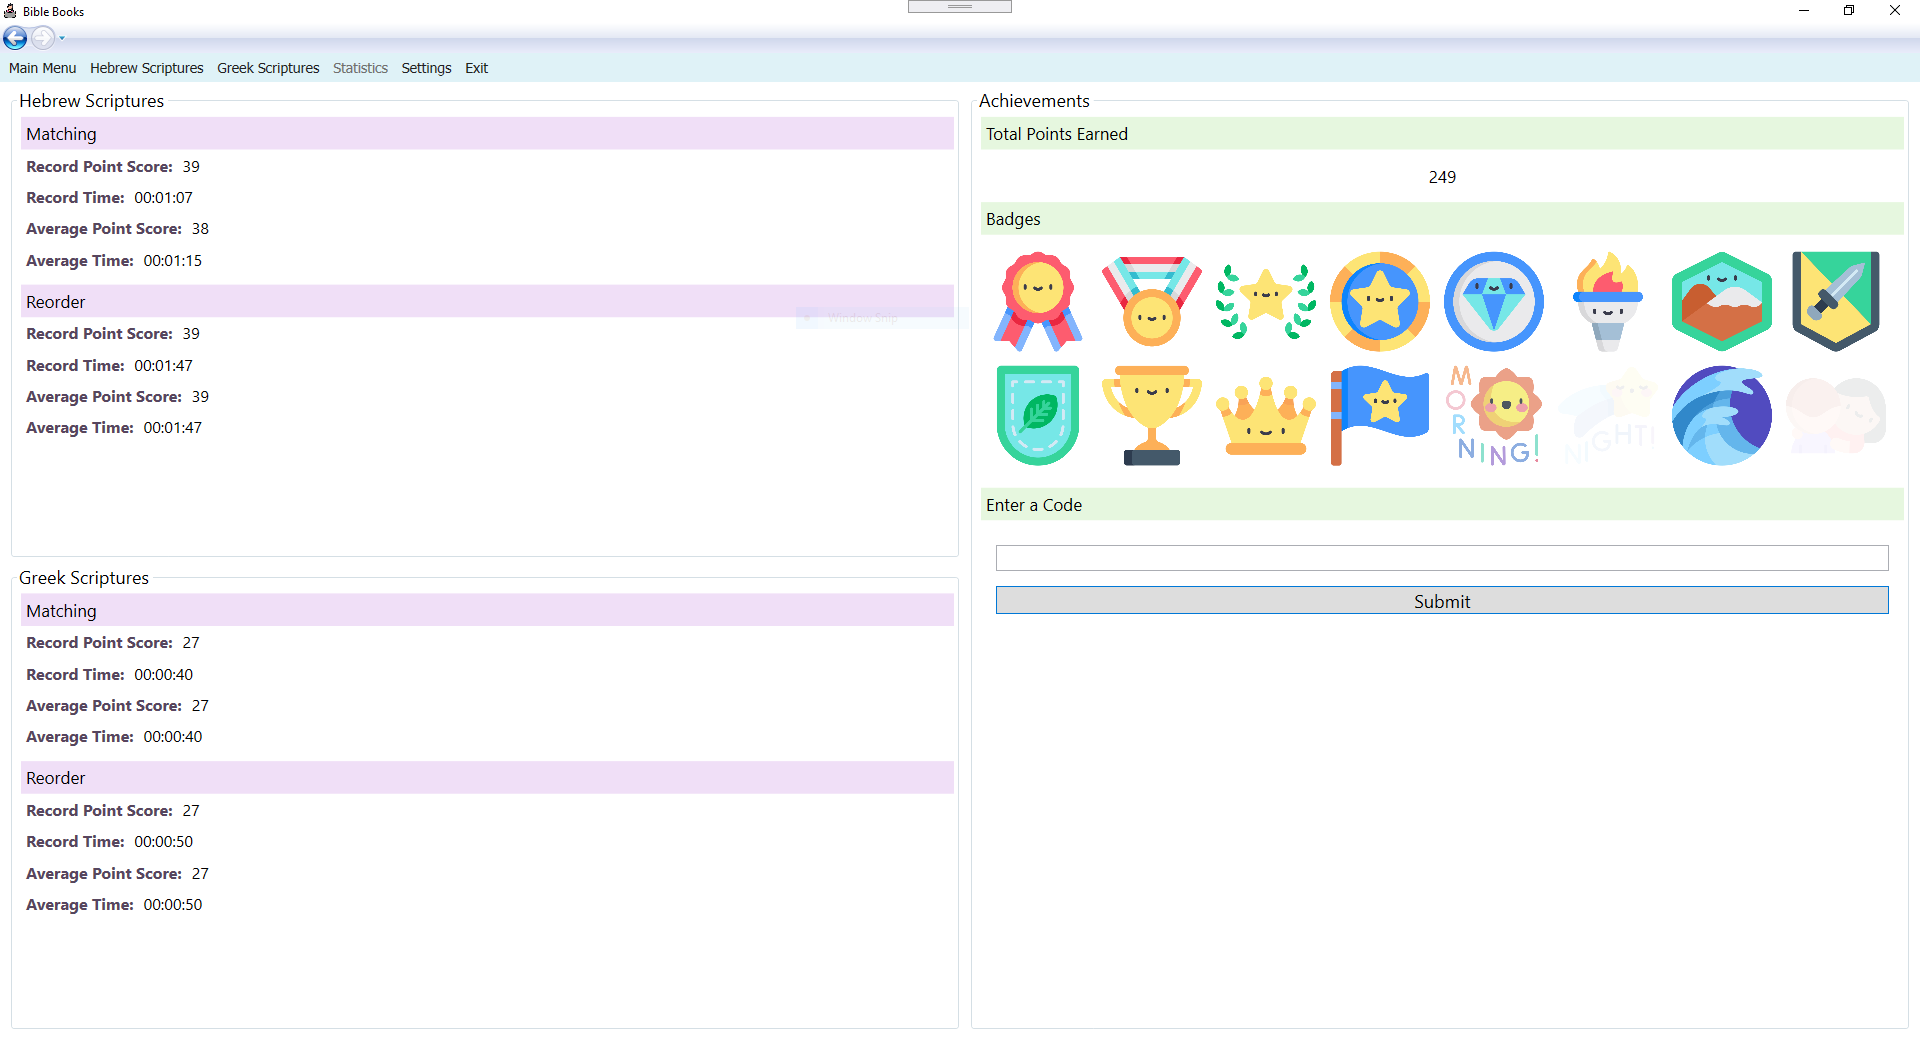 Bible Books
Main Menu Hebrew Scriptures Greek Scriptures Statistics Settings Exit
Hebrew Scriptures
Matching
Record Point Score: 39
Record Time: 00:01:07
Average Point Score: 38
Average Time: 00:01:15
Reorder
Window Snip
Record Point Score: 39
Record Time: 00:01:47
Average Point Score: 39
Average Time: 00:01:47
Greek Scriptures
Matching
Record Point Score: 27
Record Time: 00:00:40
Average Point Score: 27
Average Time: 00:00:40
Reorder
Record Point Score: 27
Record Time: 00:00:50
Average Point Score: 27
Average Time: 00:00:50
Achievements
Total Points Earned
249
Badges
MORNING!
NIGHT!
Enter a Code
Submit